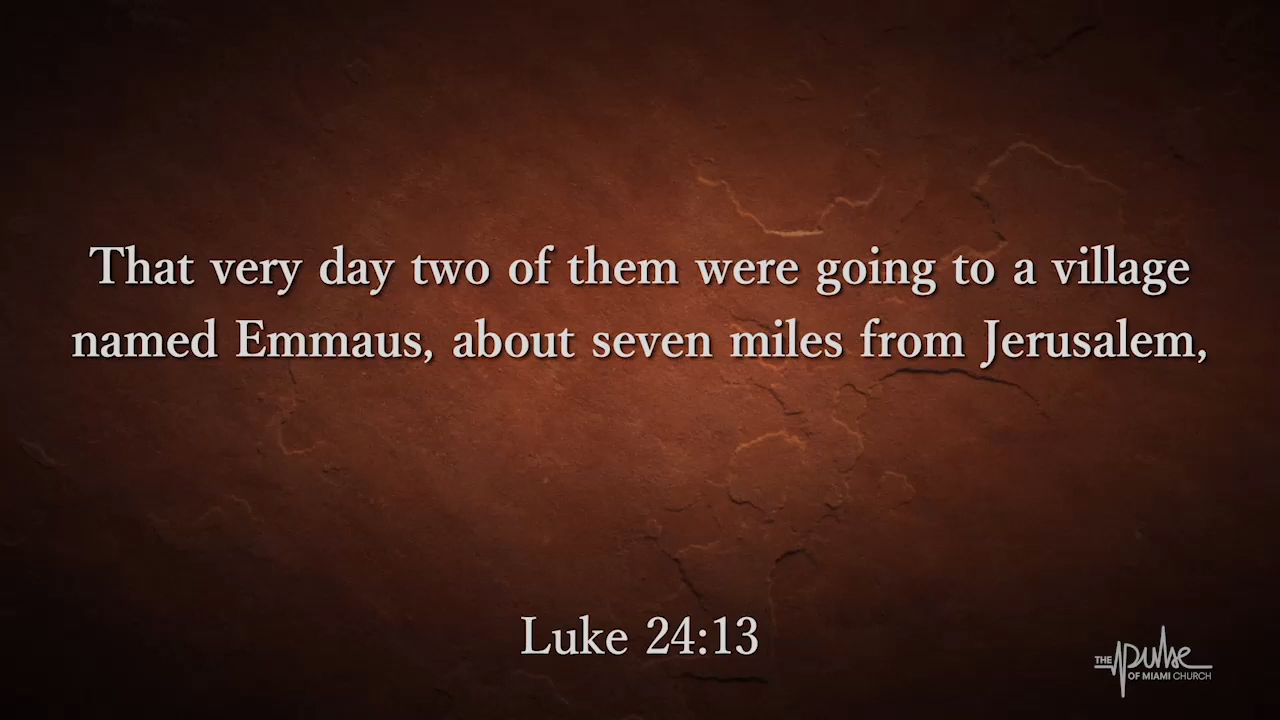 That very day two of them were going to a village
named Emmaus, about seven miles from Jerusalem,
Luke 24:13
THE pulse
OF MIAMI CHURCH